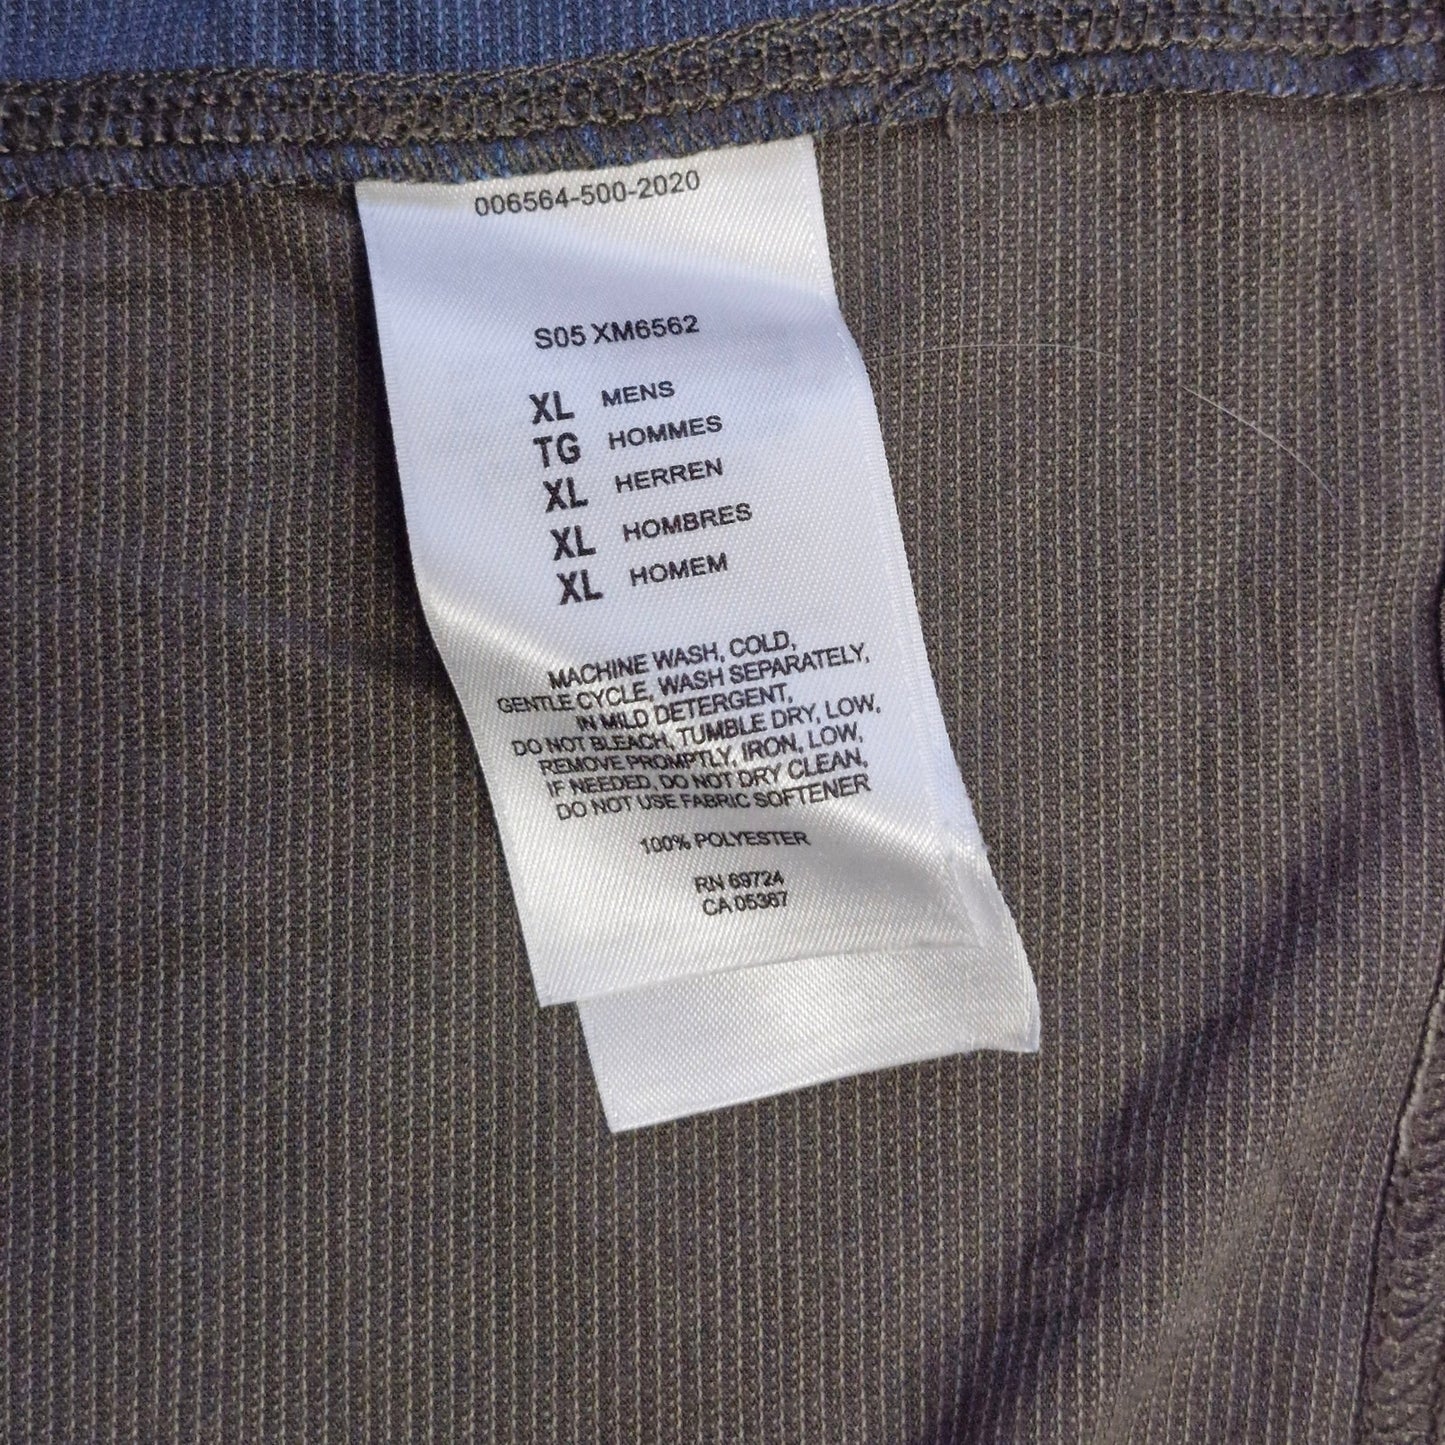 006564-500-2020
S05 XM6562
XL MENS
TG HOMMES
XL HERREN
XL HOMBRES
XL HOMEM
MACHINE WASH, COLD,
GENTLE CYCLE, WASH SEPARATELY,
IN MILD DETERGENT,
DO NOT BLEACH, TUMBLE DRY, LOW,
REMOVE PROMPTLY, IRON, LOW,
IF NEEDED, DO NOT DRY CLEAN,
DO NOT USE FABRIC SOFTENER
100% POLYESTER
RN 69724
CA 05367